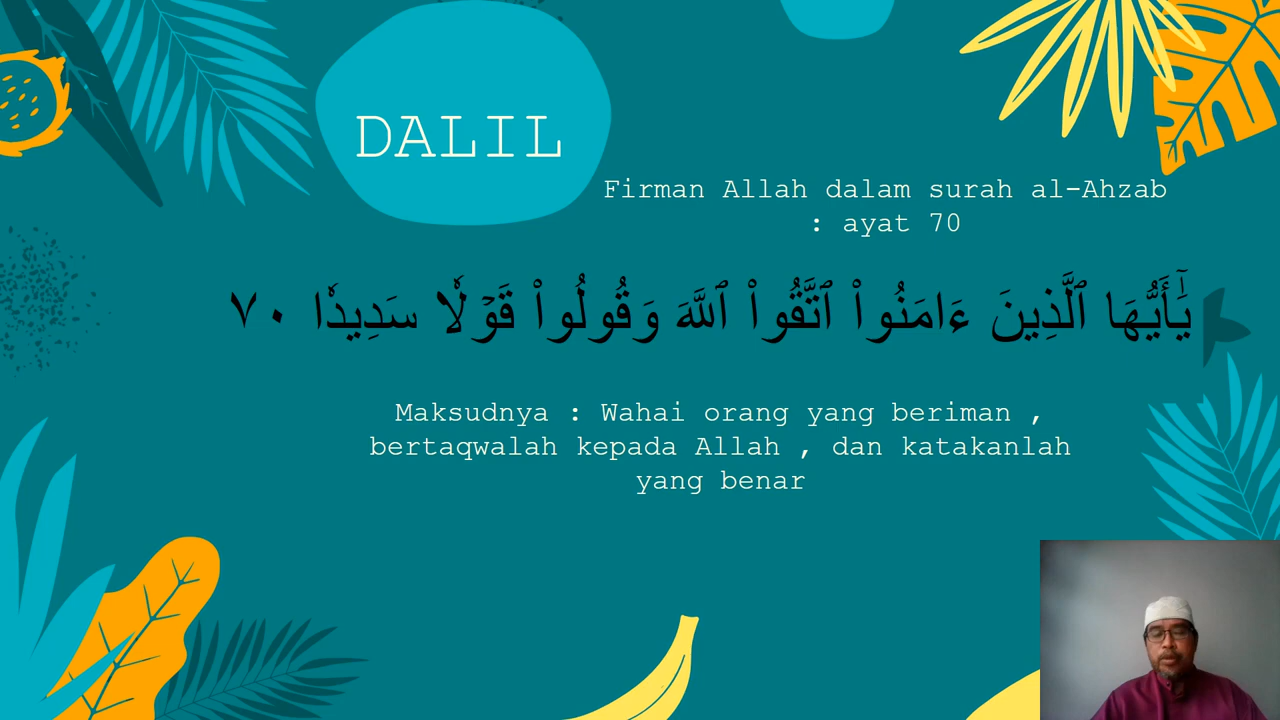 DALIL
Firman Allah dalam surah al-Ahzab
: ayat 70
يَٰٓأَيُّهَا ٱلَّذِينَ ءَامَنُواْ ٱتَّقُواْ ٱللَّهَ وَقُولُواْ قَوۡلٗا سَدِيدٗا ٧٠
Maksudnya : Wahai orang yang beriman ,
bertaqwalah kepada Allah , dan katakanlah
yang benar